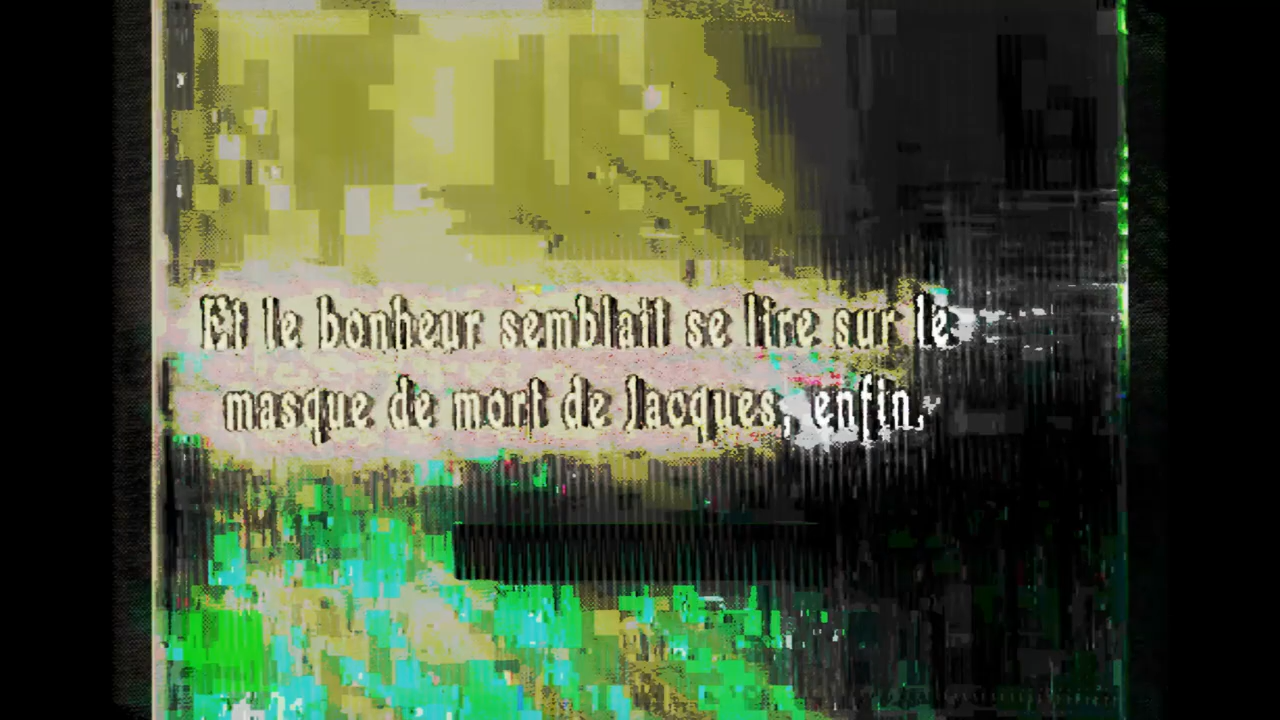 Et le bonheur semblait se lire sur le
masque de mort de Jacques, enfin.